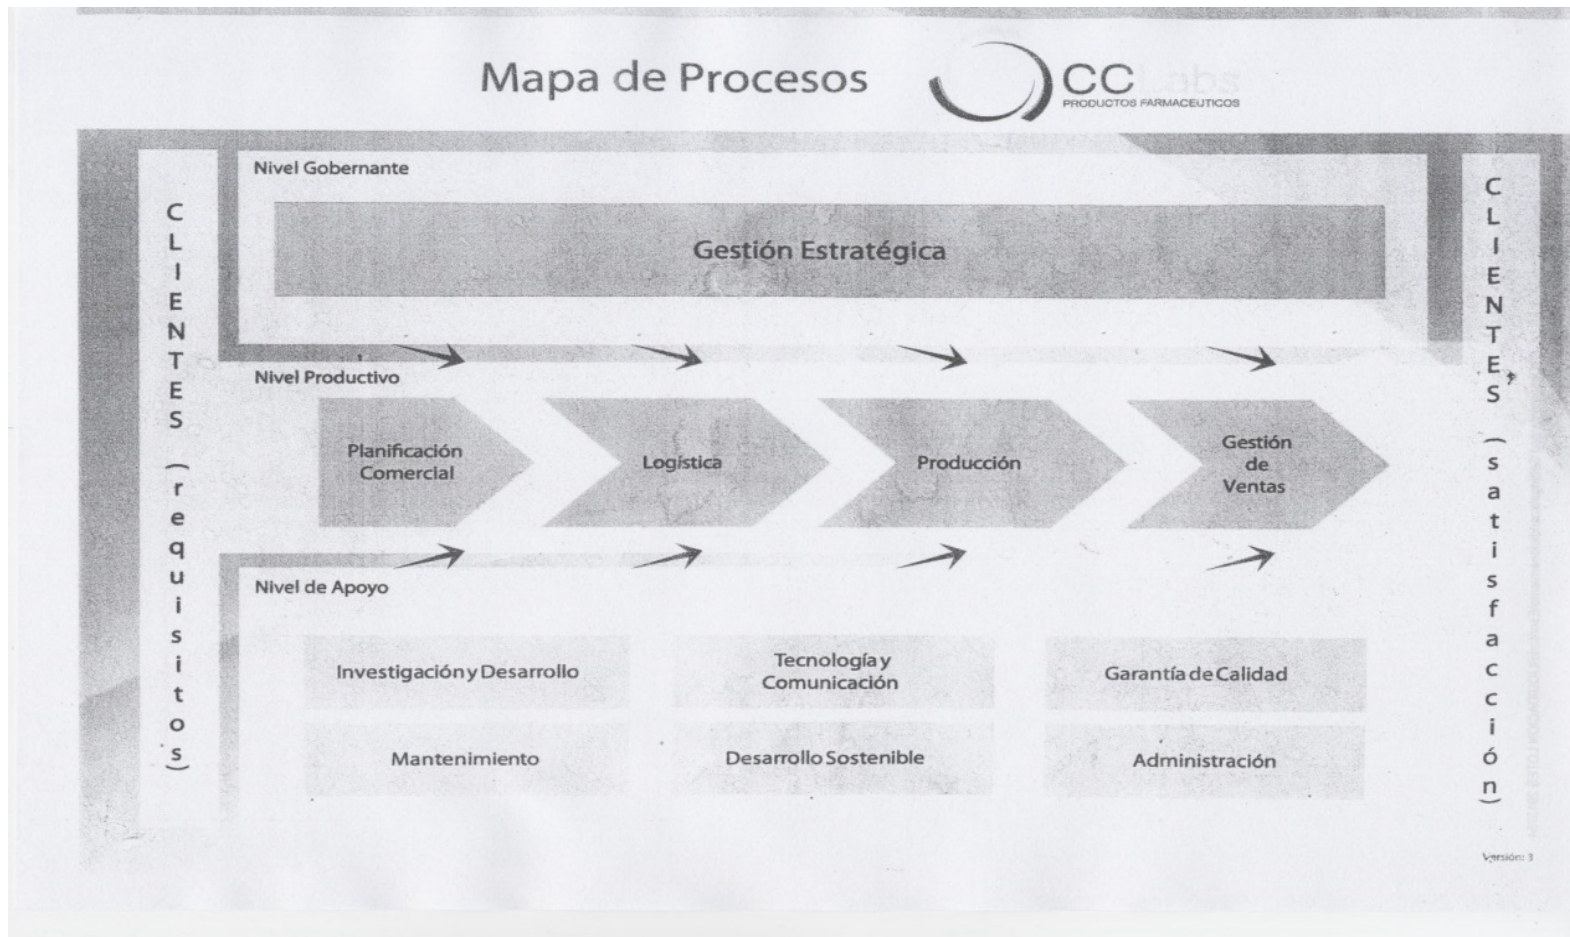 Mapa de Procesos
CC Labs
PRODUCTOS FARMACEUTICOS
CLIENTES (requisitos)
Nivel Gobernante
Gestión Estratégica
Nivel Productivo
Planificación
Comercial
Logística
Producción
Gestión
de
Ventas
Nivel de Apoyo
Investigación y Desarrollo
Tecnología y
Comunicación
Garantía de Calidad
Mantenimiento
Desarrollo Sostenible
Administración
CLIENTES (satisfacción)
Versión: 3